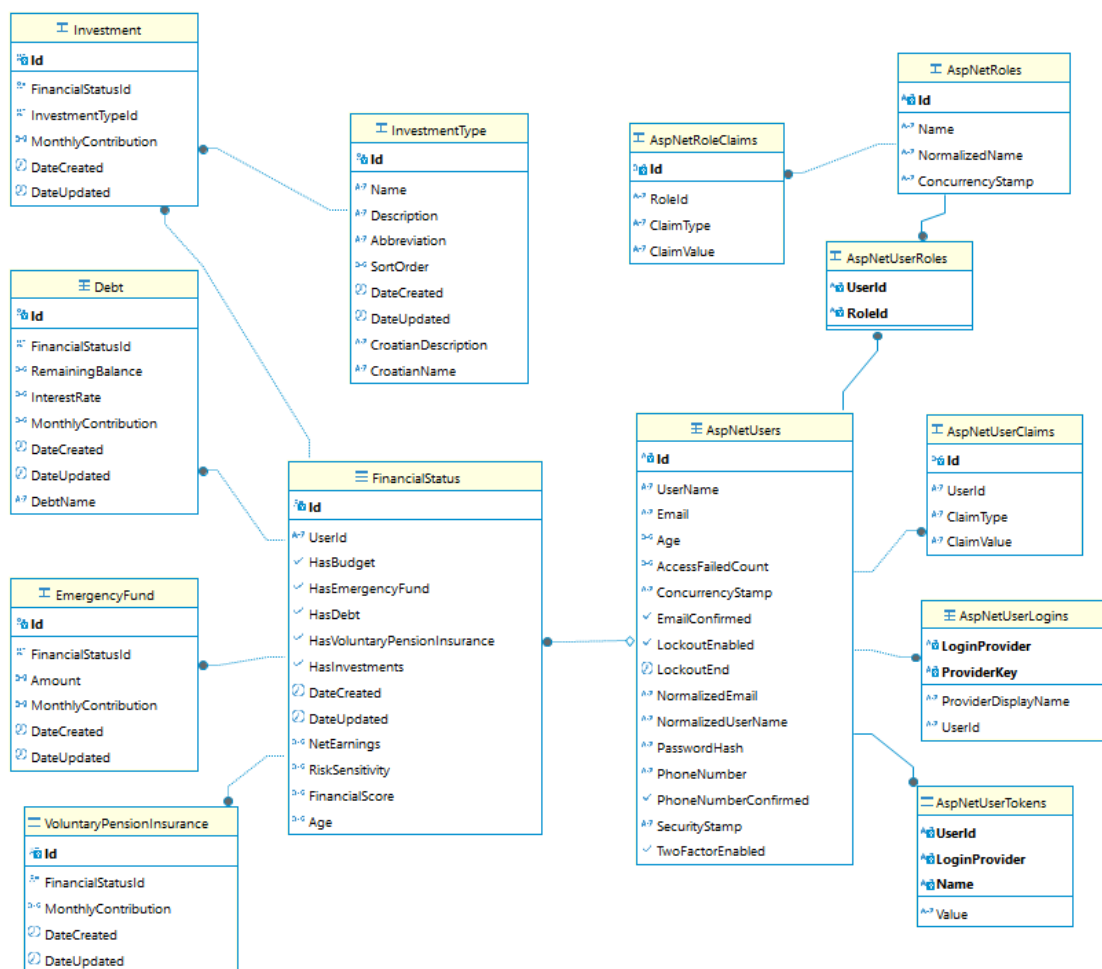 Investment
Id
FinancialStatusId
InvestmentTypeId
MonthlyContribution
DateCreated
DateUpdated
InvestmentType
Id
Name
Description
Abbreviation
SortOrder
DateCreated
DateUpdated
CroatianDescription
CroatianName
AspNetRoleClaims
Id
RoleId
ClaimType
ClaimValue
AspNetRoles
Id
Name
NormalizedName
ConcurrencyStamp
AspNetUserRoles
UserId
RoleId
Debt
Id
FinancialStatusId
RemainingBalance
InterestRate
MonthlyContribution
DateCreated
DateUpdated
DebtName
EmergencyFund
Id
FinancialStatusId
Amount
MonthlyContribution
DateCreated
DateUpdated
VoluntaryPensionInsurance
Id
FinancialStatusId
MonthlyContribution
DateCreated
DateUpdated
FinancialStatus
Id
UserId
HasBudget
HasEmergencyFund
HasDebt
HasVoluntaryPensionInsurance
HasInvestments
DateCreated
DateUpdated
NetEarnings
RiskSensitivity
FinancialScore
Age
AspNetUsers
Id
UserName
Email
Age
AccessFailedCount
ConcurrencyStamp
EmailConfirmed
LockoutEnabled
LockoutEnd
NormalizedEmail
NormalizedUserName
PasswordHash
PhoneNumber
PhoneNumberConfirmed
SecurityStamp
TwoFactorEnabled
AspNetUserClaims
Id
UserId
ClaimType
ClaimValue
AspNetUserLogins
LoginProvider
ProviderKey
ProviderDisplayName
UserId
AspNetUserTokens
UserId
LoginProvider
Name
Value